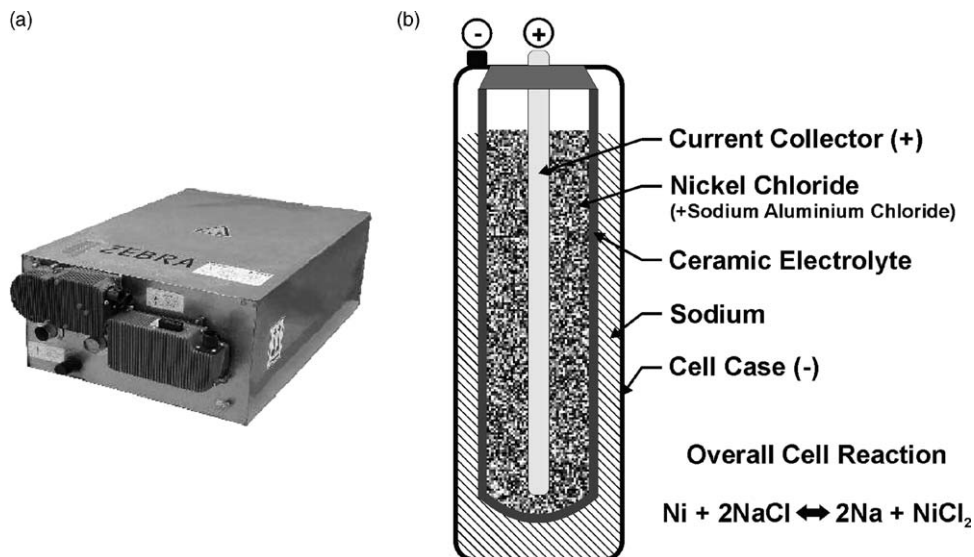 (a)
(b)
ZEBRA
-
+
Current Collector (+)
Nickel Chloride
(+Sodium Aluminium Chloride)
Ceramic Electrolyte
Sodium
Cell Case (-)
Overall Cell Reaction
Ni + 2NaCl ⬌ 2Na + NiCl₂